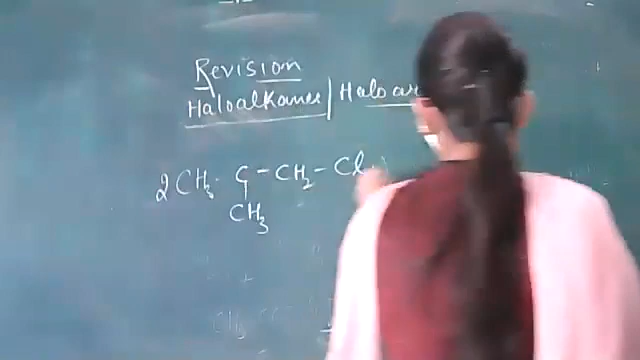 Revision
Haloalkanes | Haloar
2CH3 - C - CH2 - Cl
CH3